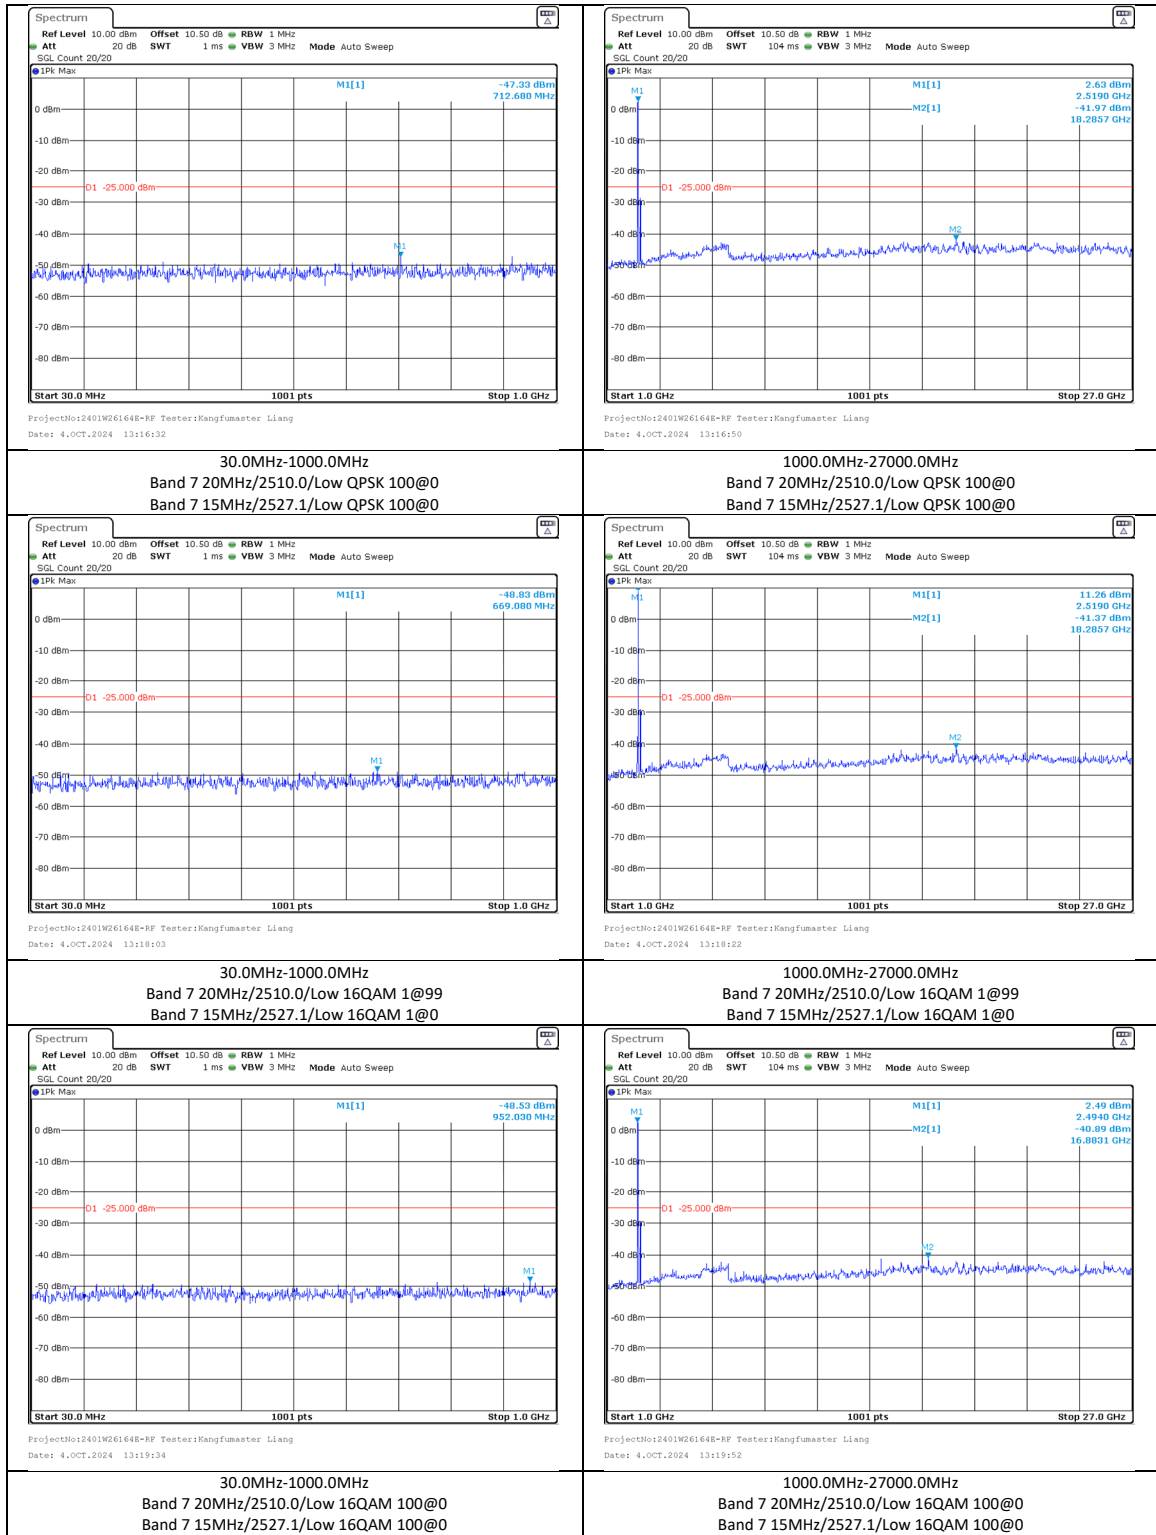 Spectrum
Ref Level 10.00 dBm Offset 10.50 dB RBW 1 MHz
Att 20 dB SWT 1 ms VBW 3 MHz Mode Auto Sweep
SGL Count 20/20
1Pk Max
M1[1] -47.33 dBm
712.680 MHz
0 dBm
-10 dBm
-20 dBm
D1 -25.000 dBm
-30 dBm
-40 dBm
M1
-50 dBm
-60 dBm
-70 dBm
-80 dBm
Start 30.0 MHz 1001 pts Stop 1.0 GHz
ProjectNo:2401W26164E-RF Tester:Kangfumaster Liang
Date: 4.OCT.2024 13:16:32
30.0MHz-1000.0MHz
Band 7 20MHz/2510.0/Low QPSK 100@0
Band 7 15MHz/2527.1/Low QPSK 100@0
Spectrum
Ref Level 10.00 dBm Offset 10.50 dB RBW 1 MHz
Att 20 dB SWT 104 ms VBW 3 MHz Mode Auto Sweep
SGL Count 20/20
1Pk Max
M1[1] 2.63 dBm
2.5190 GHz
M1
0 dBm
M2[1] -41.97 dBm
18.2857 GHz
-10 dBm
-20 dBm
D1 -25.000 dBm
-30 dBm
-40 dBm
M2
-50 dBm
-60 dBm
-70 dBm
-80 dBm
Start 1.0 GHz 1001 pts Stop 27.0 GHz
ProjectNo:2401W26164E-RF Tester:Kangfumaster Liang
Date: 4.OCT.2024 13:16:50
1000.0MHz-27000.0MHz
Band 7 20MHz/2510.0/Low QPSK 100@0
Band 7 15MHz/2527.1/Low QPSK 100@0
Spectrum
Ref Level 10.00 dBm Offset 10.50 dB RBW 1 MHz
Att 20 dB SWT 1 ms VBW 3 MHz Mode Auto Sweep
SGL Count 20/20
1Pk Max
M1[1] -48.83 dBm
669.080 MHz
0 dBm
-10 dBm
-20 dBm
D1 -25.000 dBm
-30 dBm
-40 dBm
M1
-50 dBm
-60 dBm
-70 dBm
-80 dBm
Start 30.0 MHz 1001 pts Stop 1.0 GHz
ProjectNo:2401W26164E-RF Tester:Kangfumaster Liang
Date: 4.OCT.2024 13:18:03
30.0MHz-1000.0MHz
Band 7 20MHz/2510.0/Low 16QAM 1@99
Band 7 15MHz/2527.1/Low 16QAM 1@0
Spectrum
Ref Level 10.00 dBm Offset 10.50 dB RBW 1 MHz
Att 20 dB SWT 104 ms VBW 3 MHz Mode Auto Sweep
SGL Count 20/20
1Pk Max
M1 M1[1] 11.26 dBm
2.5190 GHz
0 dBm
M2[1] -41.37 dBm
18.2857 GHz
-10 dBm
-20 dBm
D1 -25.000 dBm
-30 dBm
-40 dBm
M2
-50 dBm
-60 dBm
-70 dBm
-80 dBm
Start 1.0 GHz 1001 pts Stop 27.0 GHz
ProjectNo:2401W26164E-RF Tester:Kangfumaster Liang
Date: 4.OCT.2024 13:18:22
1000.0MHz-27000.0MHz
Band 7 20MHz/2510.0/Low 16QAM 1@99
Band 7 15MHz/2527.1/Low 16QAM 1@0
Spectrum
Ref Level 10.00 dBm Offset 10.50 dB RBW 1 MHz
Att 20 dB SWT 1 ms VBW 3 MHz Mode Auto Sweep
SGL Count 20/20
1Pk Max
M1[1] -48.53 dBm
952.030 MHz
0 dBm
-10 dBm
-20 dBm
D1 -25.000 dBm
-30 dBm
-40 dBm
M1
-50 dBm
-60 dBm
-70 dBm
-80 dBm
Start 30.0 MHz 1001 pts Stop 1.0 GHz
ProjectNo:2401W26164E-RF Tester:Kangfumaster Liang
Date: 4.OCT.2024 13:19:34
30.0MHz-1000.0MHz
Band 7 20MHz/2510.0/Low 16QAM 100@0
Band 7 15MHz/2527.1/Low 16QAM 100@0
Spectrum
Ref Level 10.00 dBm Offset 10.50 dB RBW 1 MHz
Att 20 dB SWT 104 ms VBW 3 MHz Mode Auto Sweep
SGL Count 20/20
1Pk Max
M1[1] 2.49 dBm
2.4940 GHz
M1
0 dBm
M2[1] -40.89 dBm
16.8831 GHz
-10 dBm
-20 dBm
D1 -25.000 dBm
-30 dBm
-40 dBm
M2
-50 dBm
-60 dBm
-70 dBm
-80 dBm
Start 1.0 GHz 1001 pts Stop 27.0 GHz
ProjectNo:2401W26164E-RF Tester:Kangfumaster Liang
Date: 4.OCT.2024 13:19:52
1000.0MHz-27000.0MHz
Band 7 20MHz/2510.0/Low 16QAM 100@0
Band 7 15MHz/2527.1/Low 16QAM 100@0